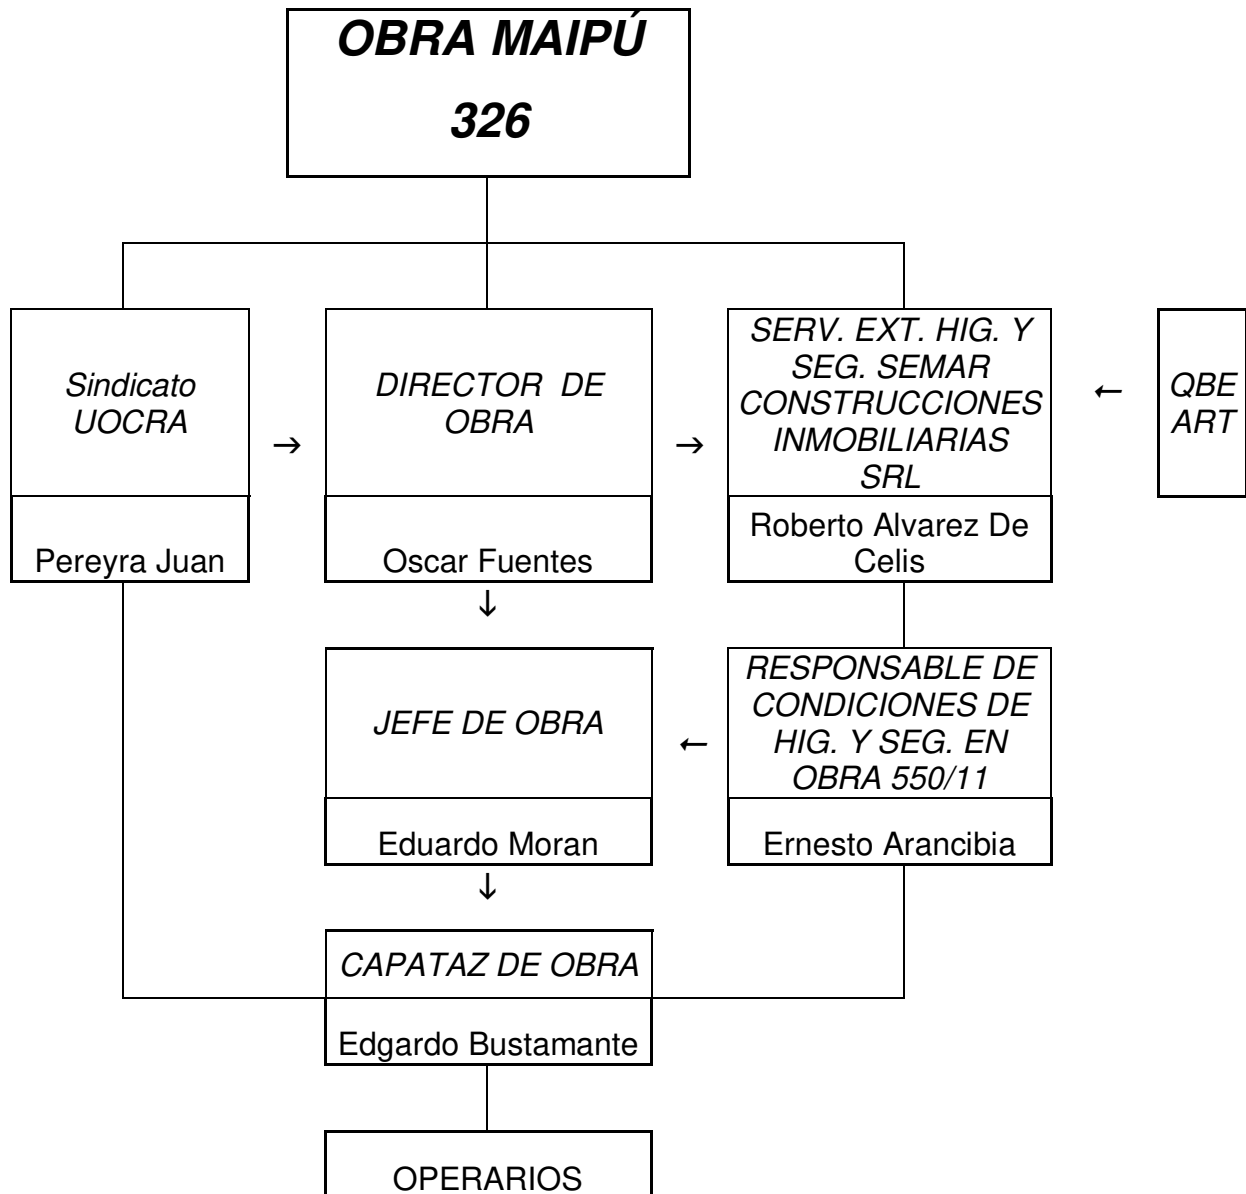 OBRA MAIPÚ
326
Sindicato
UOCRA
Pereyra Juan
→
DIRECTOR DE
OBRA
Oscar Fuentes
→
SERV. EXT. HIG. Y
SEG. SEMAR
CONSTRUCCIONES
INMOBILIARIAS
SRL
Roberto Alvarez De
Celis
←
QBE
ART
↓
JEFE DE OBRA
Eduardo Moran
←
RESPONSABLE DE
CONDICIONES DE
HIG. Y SEG. EN
OBRA 550/11
Ernesto Arancibia
↓
CAPATAZ DE OBRA
Edgardo Bustamante
OPERARIOS